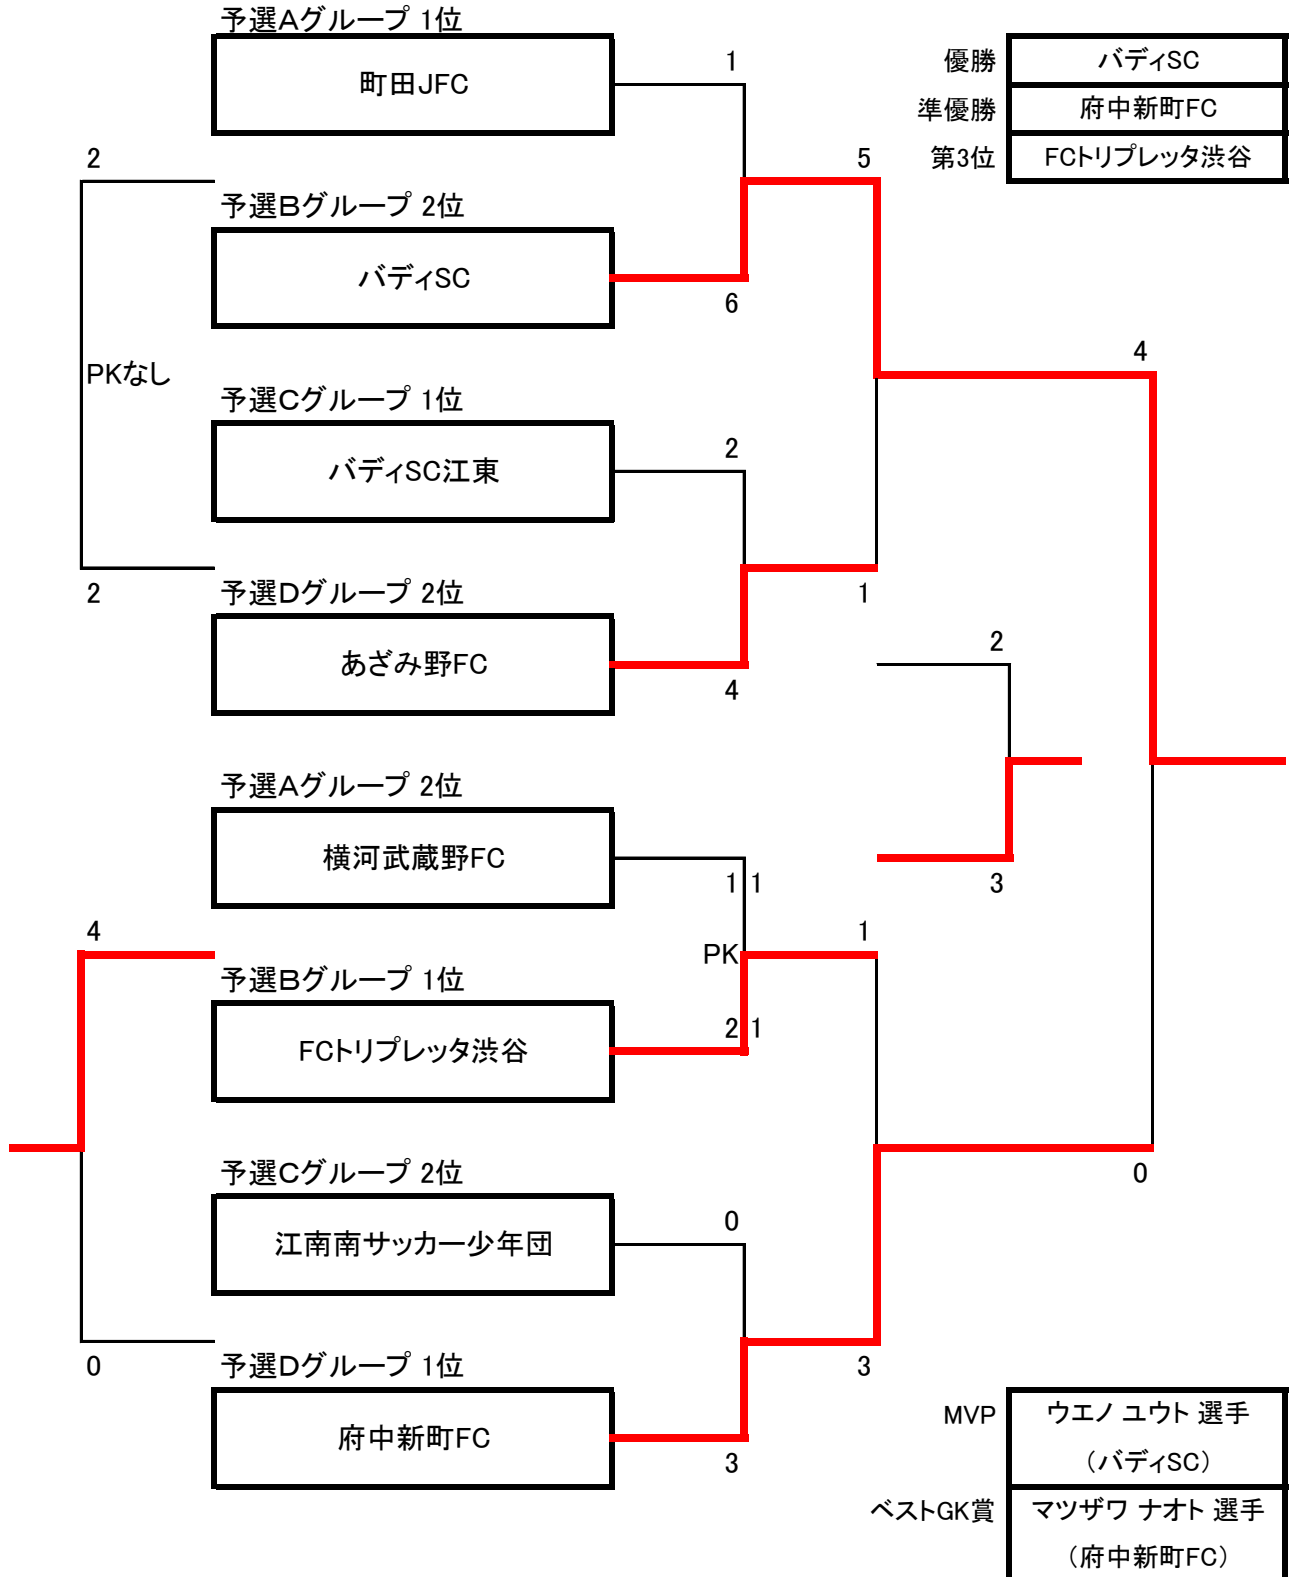 予選Aグループ 1位
町田JFC
1
優勝 バディSC
準優勝 府中新町FC
第3位 FCトリプレッタ渋谷
2
5
予選Bグループ 2位
バディSC
6
PKなし
4
予選Cグループ 1位
バディSC江東
2
2
予選Dグループ 2位
1
あざみ野FC
4
2
予選Aグループ 2位
横河武蔵野FC
1 1
3
4
PK
1
予選Bグループ 1位
FCトリプレッタ渋谷
2 1
予選Cグループ 2位
0
江南南サッカー少年団
0
0
予選Dグループ 1位
3
府中新町FC
3
MVP ウエノ ユウト 選手
（バディSC）
ベストGK賞 マツザワ ナオト 選手
（府中新町FC）